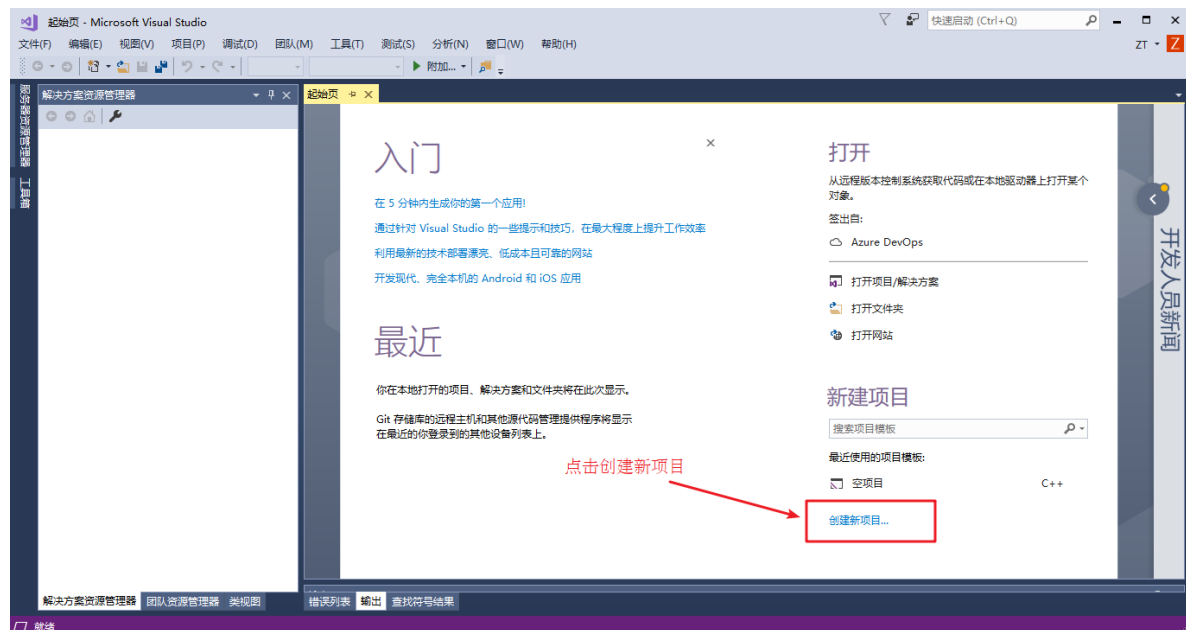 起始页 - Microsoft Visual Studio
快速启动 (Ctrl+Q)
文件(F) 编辑(E) 视图(V) 项目(P) 调试(D) 团队(M) 工具(T) 测试(S) 分析(N) 窗口(W) 帮助(H)
ZT Z
附加...
服务器资源管理器
工具箱
解决方案资源管理器
起始页
入门
在 5 分钟内生成你的第一个应用!
通过针对 Visual Studio 的一些提示和技巧，在最大程度上提升工作效率
利用最新的技术部署漂亮、低成本且可靠的网站
开发现代、完全本机的 Android 和 iOS 应用
最近
你在本地打开的项目、解决方案和文件夹将在此次显示。
Git 存储库的远程主机和其他源代码管理提供程序将显示
在最近的你登录到的其他设备列表上。
点击创建新项目
打开
从远程版本控制系统获取代码或在本地驱动器上打开某个
对象。
签出自:
Azure DevOps
打开项目/解决方案
打开文件夹
打开网站
新建项目
搜索项目模板
最近使用的项目模板:
空项目 C++
创建新项目...
开发人员新闻
解决方案资源管理器 团队资源管理器 类视图
错误列表 输出 查找符号结果
就绪